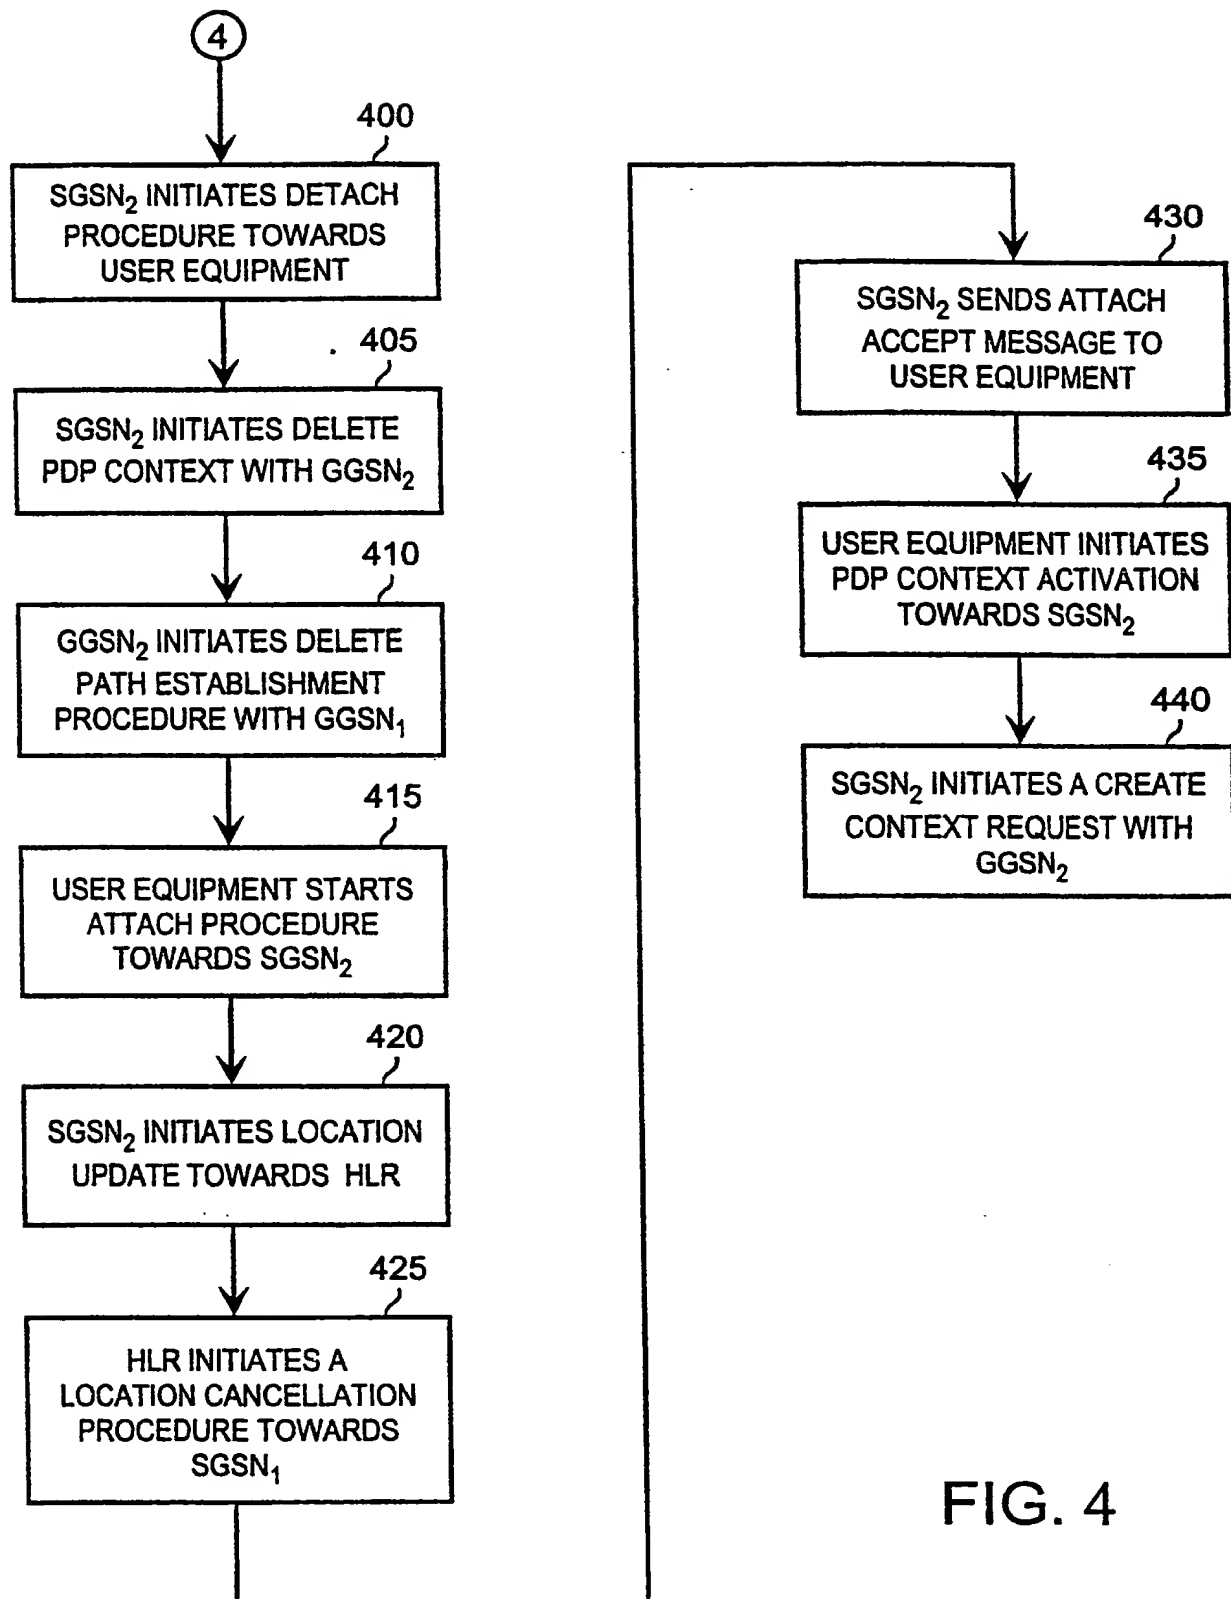 4
400
SGSN₂ INITIATES DETACH
PROCEDURE TOWARDS
USER EQUIPMENT
405
SGSN₂ INITIATES DELETE
PDP CONTEXT WITH GGSN₂
410
GGSN₂ INITIATES DELETE
PATH ESTABLISHMENT
PROCEDURE WITH GGSN₁
415
USER EQUIPMENT STARTS
ATTACH PROCEDURE
TOWARDS SGSN₂
420
SGSN₂ INITIATES LOCATION
UPDATE TOWARDS HLR
425
HLR INITIATES A
LOCATION CANCELLATION
PROCEDURE TOWARDS
SGSN₁
430
SGSN₂ SENDS ATTACH
ACCEPT MESSAGE TO
USER EQUIPMENT
435
USER EQUIPMENT INITIATES
PDP CONTEXT ACTIVATION
TOWARDS SGSN₂
440
SGSN₂ INITIATES A CREATE
CONTEXT REQUEST WITH
GGSN₂
FIG. 4